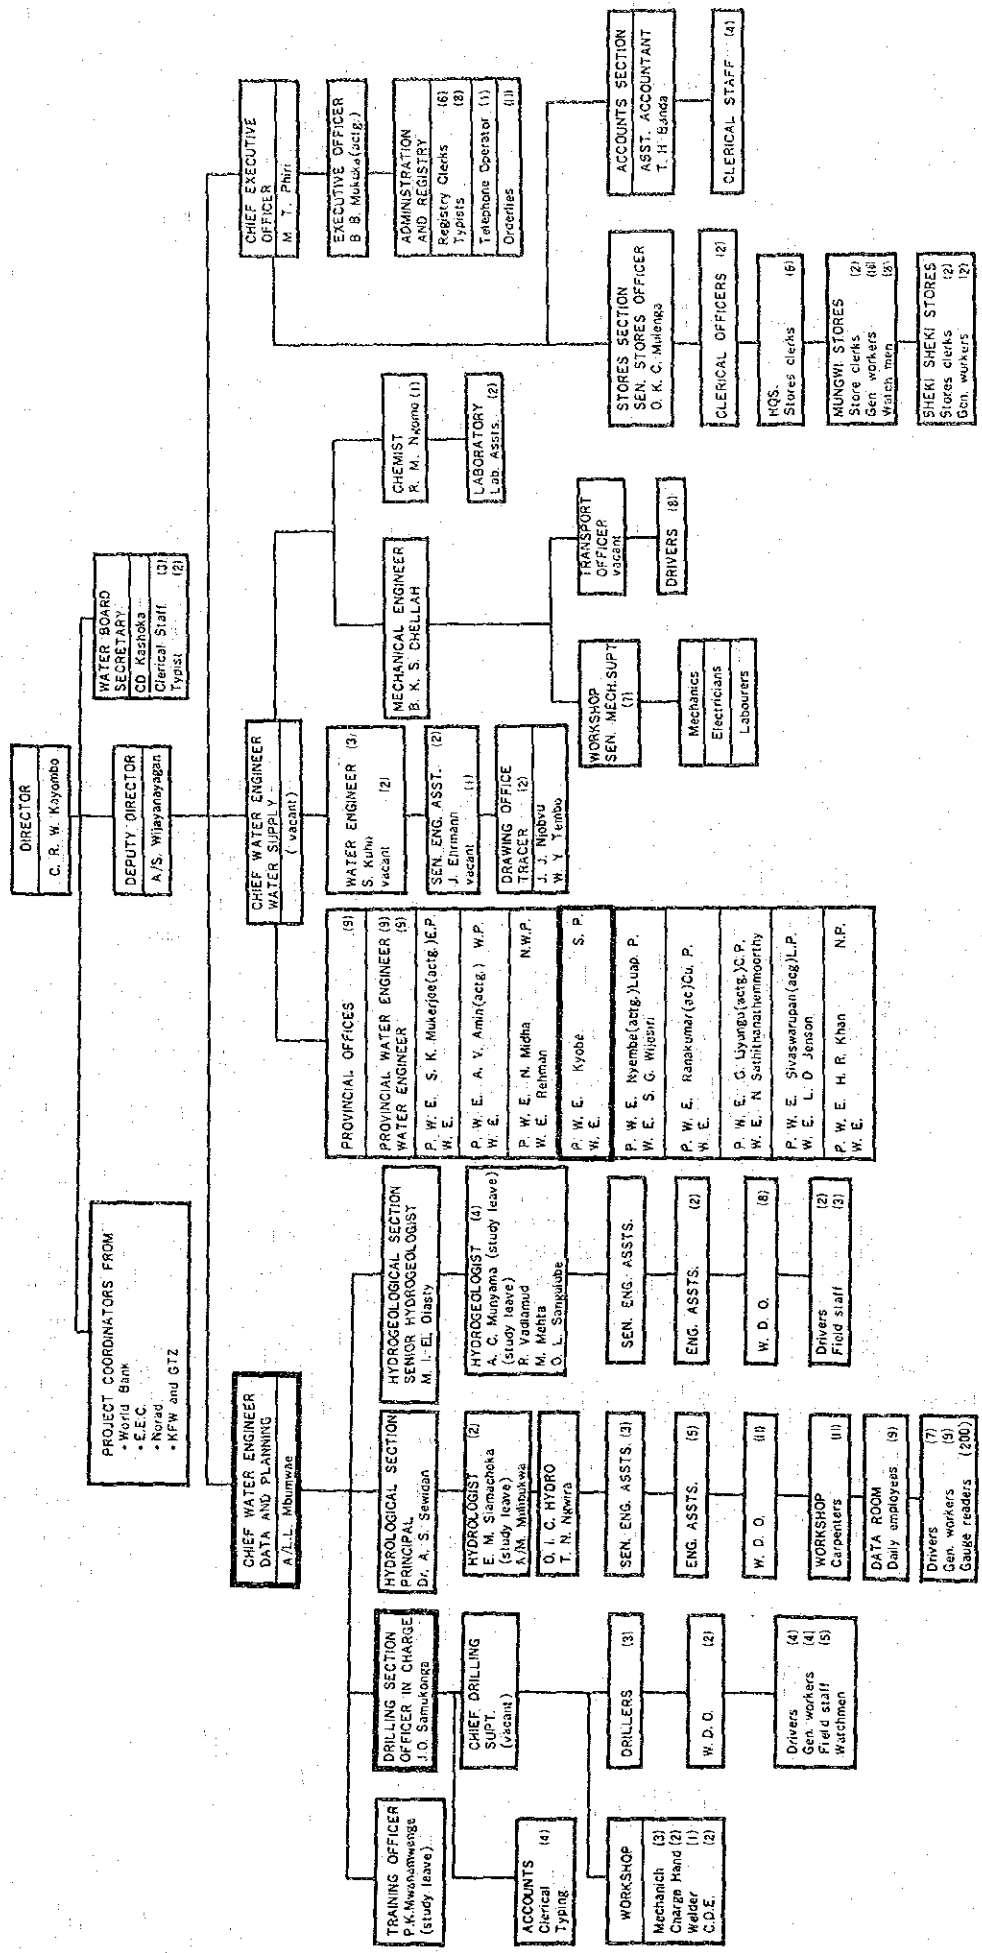 DIRECTOR
C. R. W. Kayombo
PROJECT COORDINATORS FROM
• World Bank
• E.E.C.
• Norad
• KFW and GTZ
WATER BOARD
SECRETARY
CD Kashoka
Clerical Staff (3)
Typist (2)
DEPUTY DIRECTOR
A/S. Wijayanayagan
CHIEF WATER ENGINEER
DATA AND PLANNING
A/L.L. Mbumwae
CHIEF WATER ENGINEER
WATER SUPPLY
(vacant)
CHIEF EXECUTIVE
OFFICER
M. T. Phiri
TRAINING OFFICER
P.K.Mwanamwenge
(study leave)
DRILLING SECTION
OFFICER IN CHARGE
J.O. Samukonga
ACCOUNTS
Clerical (4)
Typing
CHIEF DRILLING
SUPT.
(vacant)
WORKSHOP
Mechanich (3)
Charge Hand (2)
Welder (1)
C.D.E. (2)
DRILLERS (3)
W. D. O. (2)
Drivers (4)
Gen. workers (4)
Field staff (5)
Watchmen
HYDROLOGICAL SECTION
PRINCIPAL
Dr. A. S. Sewidan
HYDROLOGIST (2)
E. M. Siamachoka
(study leave)
A/M. Mulibukwa
O. I. C. HYDRO
T. N. Ngwira
SEN. ENG. ASSTS. (3)
ENG. ASSTS. (5)
W. D. O. (11)
WORKSHOP
Carpenters (11)
DATA ROOM
Daily employees (9)
Drivers (7)
Gen. workers (9)
Gauge readers (200)
HYDROGEOLOGICAL SECTION
SENIOR HYDROGEOLOGIST
M. I. EL Diasty
HYDROGEOLOGIST (4)
A. C. Munyama (study leave)
(study leave)
R. Vadiamud
M. Mehta
O. L. Sangulube
SEN. ENG. ASSTS.
ENG. ASSTS. (2)
W. D. O. (8)
Drivers (2)
Field staff (3)
PROVINCIAL OFFICES (9)
PROVINCIAL WATER ENGINEER (9)
WATER ENGINEER (9)
P. W. E. S. K. Mukerjee(actg.)E.P.
W. E.
P. W. E. A. V. Amin(actg.) W.P.
W. E.
P. W. E. N. Midha N.W.P.
W. E. Rehman
P. W. E. Kyobe S. P.
W. E.
P. W. E. Nyembe(actg.)Luap. P.
W. E. S. G. Wijesiri
P. W. E. Ranakumar(ac)Cu. P.
W. E.
P. W. E. G. Liyungu(actg.)C.P.
W. E. N Sathithanathemmoorthy
P. W. E. Sivaswarupan(acg)L.P.
W. E. L. D Jenson
P. W. E. H. R. Khan N.P.
W. E.
WATER ENGINEER (3)
S. Kuhn
vacant (2)
SEN. ENG. ASST. (2)
J. Ehrmann
vacant (1)
DRAWING OFFICE
TRACER (2)
J. J. Njobvu
W. Y. Tembo
MECHANICAL ENGINEER
B. K. S. CHELLAH
CHEMIST
R. M. Ngomo (1)
LABORATORY
Lab. Assts. (2)
WORKSHOP
SEN. MECH.SUPT
Mechanics
Electricians
Labourers
TRANSPORT
OFFICER
vacant
DRIVERS (8)
EXECUTIVE OFFICER
B B. Mukuka(actg.)
ADMINISTRATION
AND REGISTRY
Registry Clerks (6)
Typists (8)
Telephone Operator (1)
Orderlies (11)
STORES SECTION
SEN. STORES OFFICER
O. K. C. Mulenga
CLERICAL OFFICERS (2)
HQS.
Stores clerks (6)
MUNGWI STORES
Store clerks (2)
Gen workers (16)
Watch men (8)
SHEKI SHEKI STORES
Stores clerks (2)
Gen. workers (2)
ACCOUNTS SECTION
ASST. ACCOUNTANT
T. H Banda
CLERICAL STAFF (4)